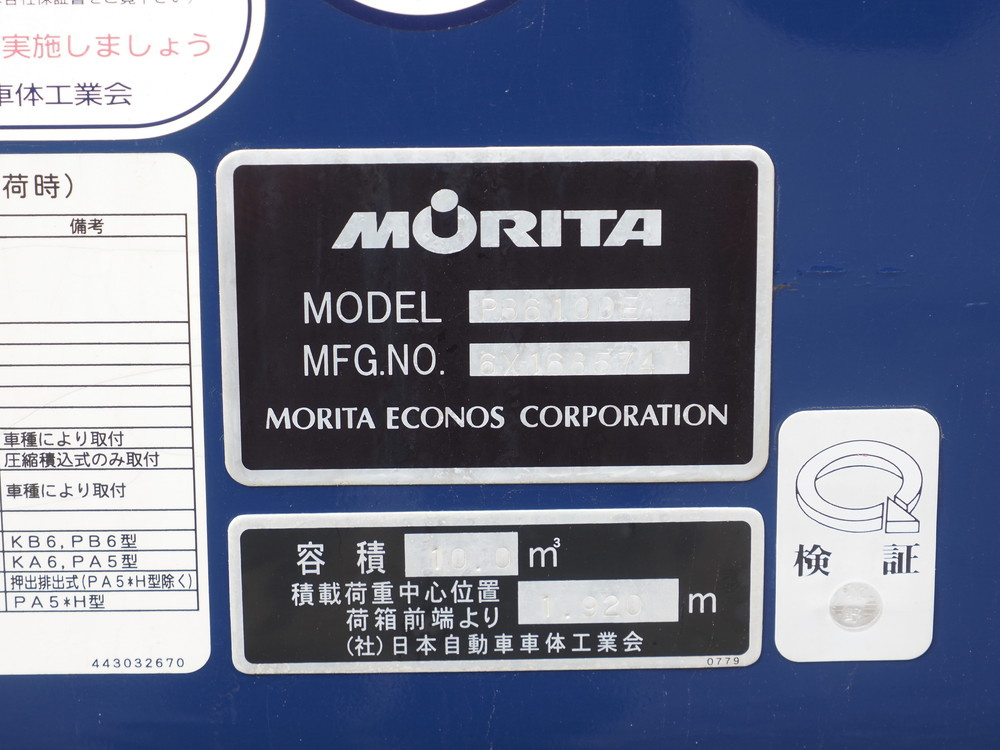 実施しましょう
車体工業会
荷時)
備考
車種により取付
圧縮積込式のみ取付
車種により取付
KB6, PB6型
KA6, PA5型
押出排出式(PA5*H型除く)
PA5*H型
443032670
MORITA
MODEL
MFG.NO.
MORITA ECONOS CORPORATION
容積 10.0 m³
積載荷重中心位置
荷箱前端より 1.920 m
(社)日本自動車車体工業会
0779
検証